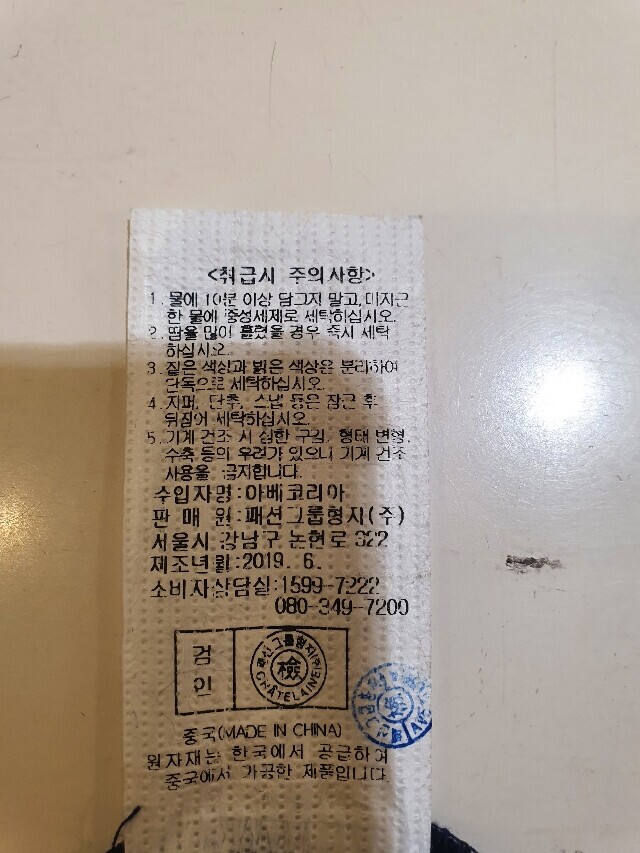 <취급시 주의사항>
1. 물에 10분 이상 담그지 말고, 미지근
한 물에 중성세제로 세탁하십시오.
2. 땀을 많이 흘렸을 경우 즉시 세탁
하십시오.
3. 짙은 색상과 밝은 색상은 분리하여
단독으로 세탁하십시오.
4. 지퍼, 단추, 스냅 등은 잠근 후
뒤집어 세탁하십시오.
5. 기계 건조 시 심한 구김, 형태 변형,
수축 등의 우려가 있으니 기계 건조
사용을 금지합니다.
수입자명:아베코리아
판 매 원:패션그룹형지(주)
서울시 강남구 논현로 322
제조년월:2019. 6.
소비자상담실:1599-7222
080-349-7200
검인
패션그룹형지(주)
檢
CHÂTELAINE
중국(MADE IN CHINA)
원자재는 한국에서 공급하여
중국에서 가공한 제품입니다.